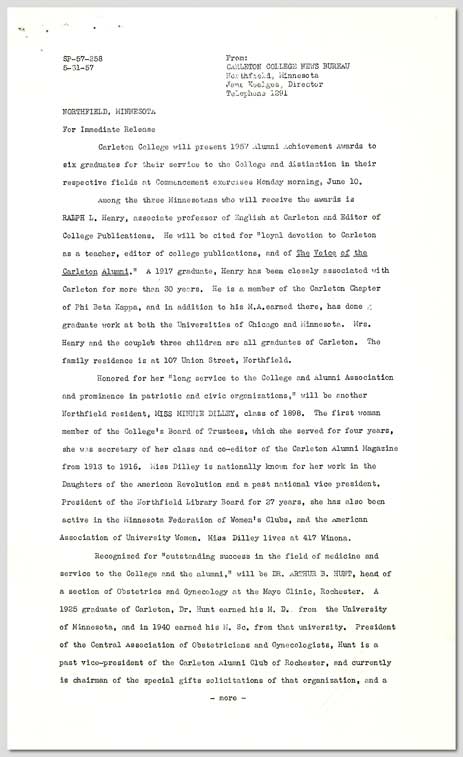 SP-57-258
5-31-57
From:
CARLETON COLLEGE NEWS BUREAU
Northfield, Minnesota
Jane Koelges, Director
Telephone 1291
NORTHFIELD, MINNESOTA
For Immediate Release
Carleton College will present 1957 Alumni Achievement Awards to
six graduates for their service to the College and distinction in their
respective fields at Commencement exercises Monday morning, June 10.
Among the three Minnesotans who will receive the awards is
RALPH L. Henry, associate professor of English at Carleton and Editor of
College Publications. He will be cited for "loyal devotion to Carleton
as a teacher, editor of college publications, and of The Voice of the
Carleton Alumni." A 1917 graduate, Henry has been closely associated with
Carleton for more than 30 years. He is a member of the Carleton Chapter
of Phi Beta Kappa, and in addition to his M.A.earned there, has done
graduate work at both the Universities of Chicago and Minnesota. Mrs.
Henry and the couple's three children are all graduates of Carleton. The
family residence is at 107 Union Street, Northfield.
Honored for her "long service to the College and Alumni Association
and prominence in patriotic and civic organizations," will be another
Northfield resident, MISS MINNIE DILLEY, class of 1898. The first woman
member of the College's Board of Trustees, which she served for four years,
she was secretary of her class and co-editor of the Carleton Alumni Magazine
from 1913 to 1916. Miss Dilley is nationally known for her work in the
Daughters of the American Revolution and a past national vice president.
President of the Northfield Library Board for 27 years, she has also been
active in the Minnesota Federation of Women's Clubs, and the American
Association of University Women. Miss Dilley lives at 417 Winona.
Recognized for "outstanding success in the field of medicine and
service to the College and the alumni," will be DR. ARTHUR B. HUNT, head of
a section of Obstetrics and Gynecology at the Mayo Clinic, Rochester. A
1925 graduate of Carleton, Dr. Hunt earned his M. D. from the University
of Minnesota, and in 1940 earned his M. Sc. from that university. President
of the Central Association of Obstetricians and Gynecologists, Hunt is a
past vice-president of the Carleton Alumni Club of Rochester, and currently
is chairman of the special gifts solicitations of that organization, and a
- more -